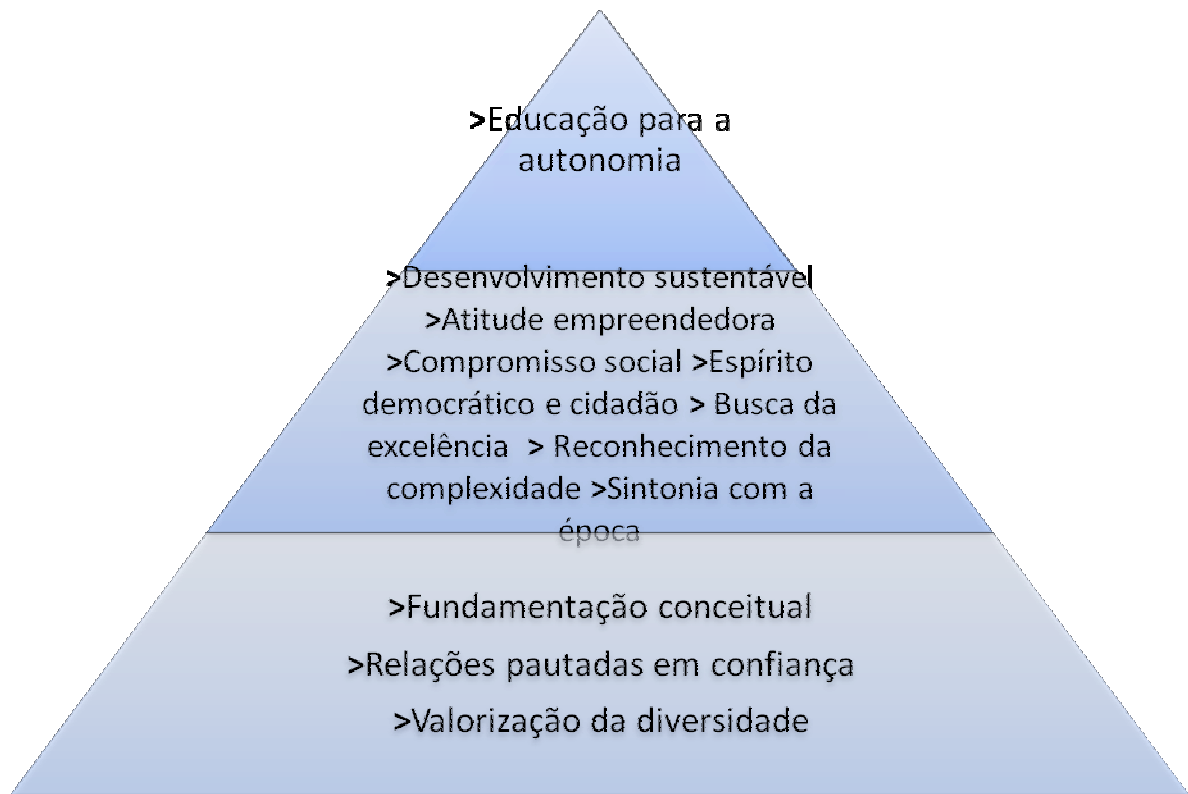 >Educação para a
autonomia
>Desenvolvimento sustentável
>Atitude empreendedora
>Compromisso social >Espírito
democrático e cidadão > Busca da
excelência  > Reconhecimento da
complexidade >Sintonia com a
época
>Fundamentação conceitual
>Relações pautadas em confiança
>Valorização da diversidade